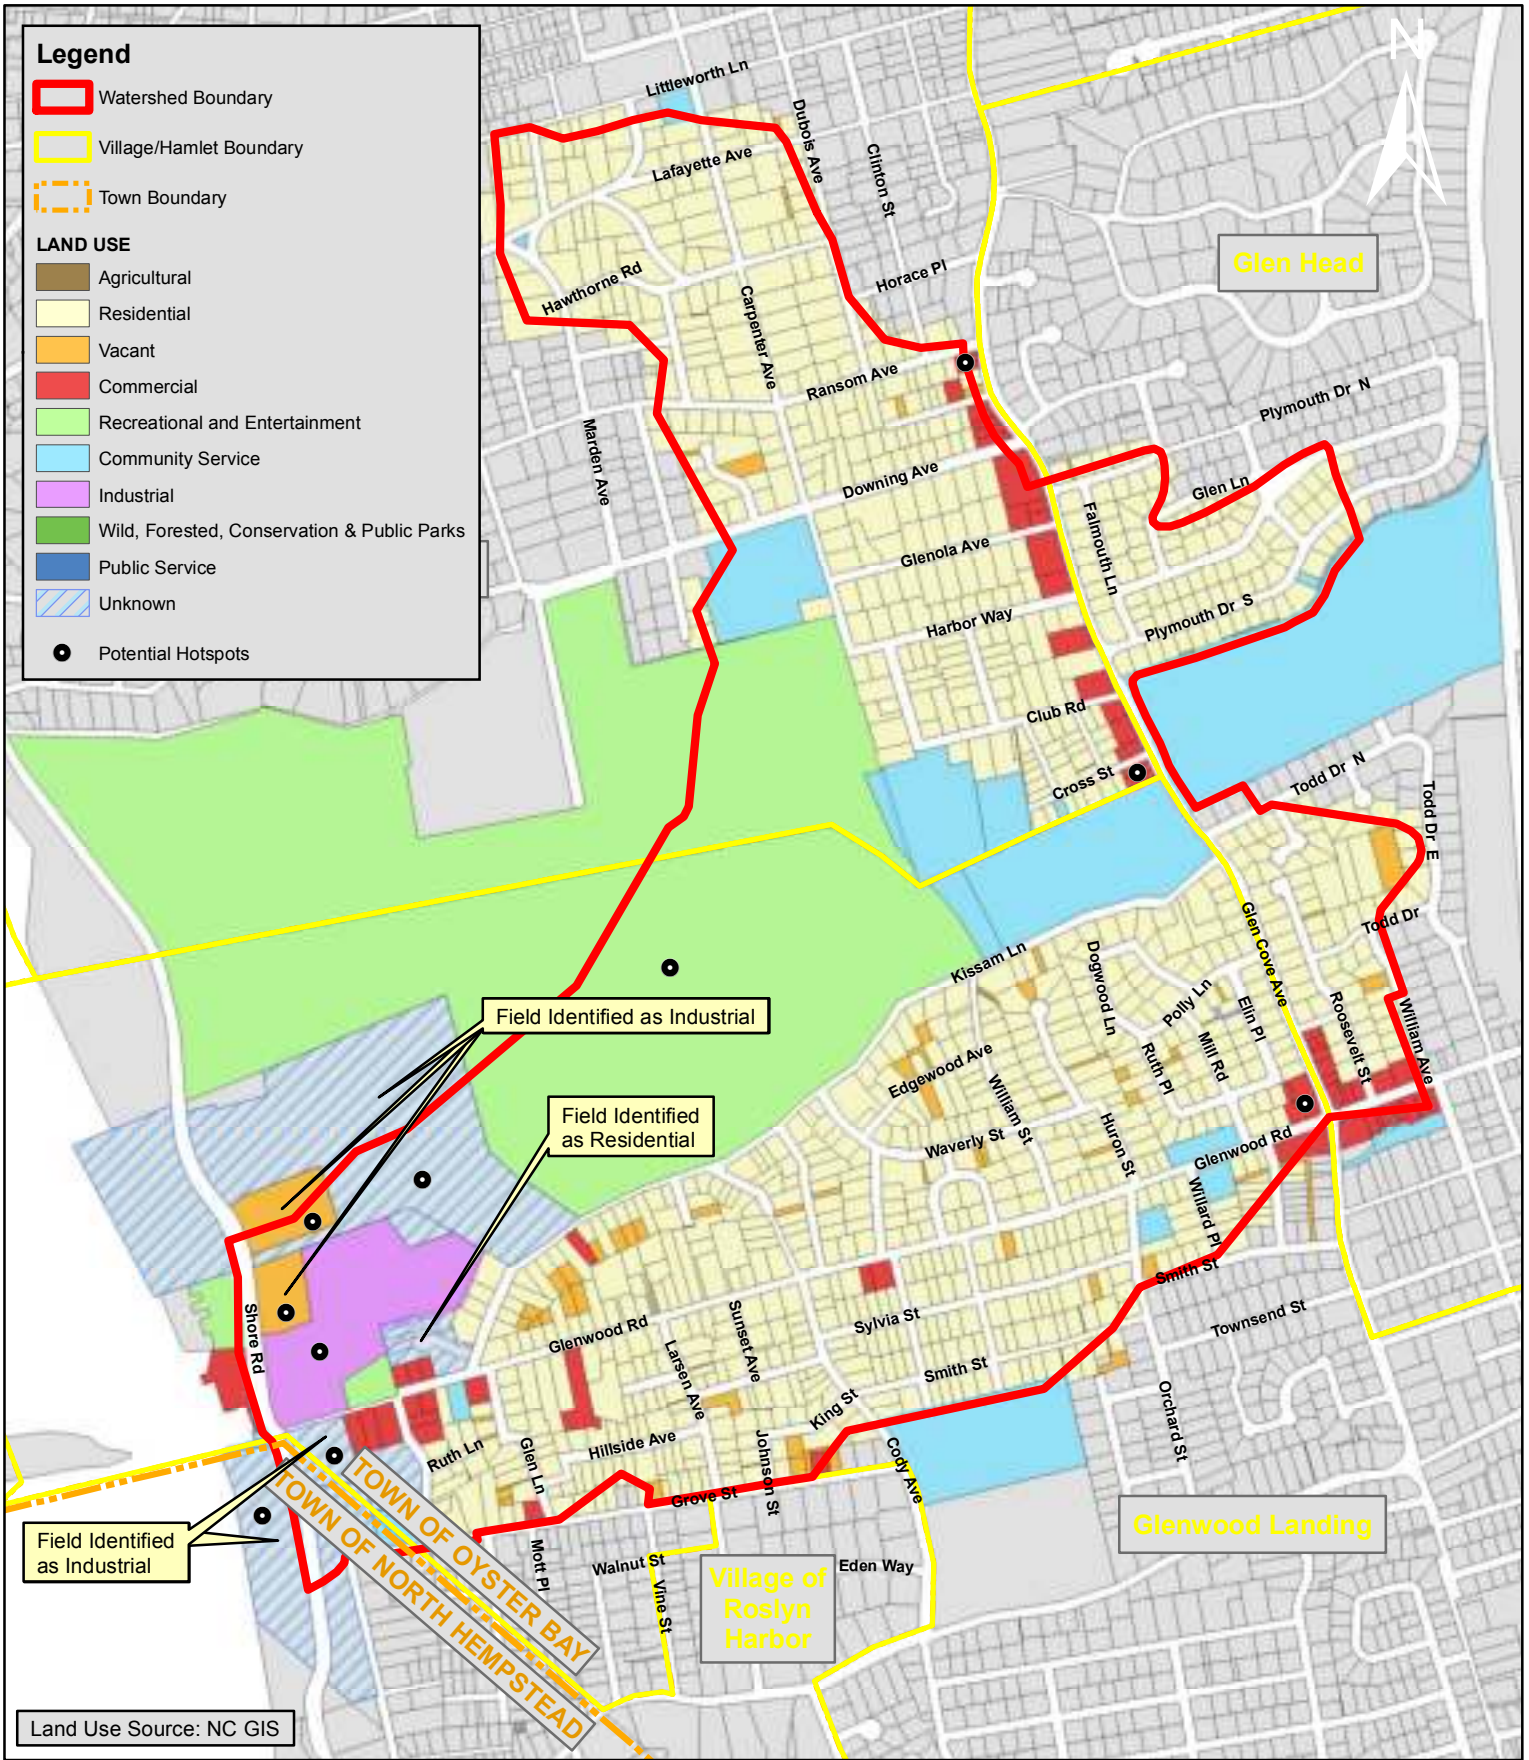 Legend
Watershed Boundary
Village/Hamlet Boundary
Town Boundary
LAND USE
Agricultural
Residential
Vacant
Commercial
Recreational and Entertainment
Community Service
Industrial
Wild, Forested, Conservation & Public Parks
Public Service
Unknown
Potential Hotspots
N
Littleworth Ln
Dubois Ave
Clinton St
Lafayette Ave
Horace Pl
Hawthorne Rd
Carpenter Ave
Glen Head
Ransom Ave
Plymouth Dr N
Marden Ave
Downing Ave
Glen Ln
Falmouth Ln
Glenola Ave
Harbor Way
Plymouth Dr S
Club Rd
Cross St
Todd Dr N
Todd Dr E
Todd Dr
Glen Cove Ave
Kissam Ln
Dogwood Ln
Polly Ln
Elin Pl
Roosevelt St
William Ave
Field Identified as Industrial
Edgewood Ave
William St
Ruth Pl
Mill Rd
Field Identified
as Residential
Waverly St
Huron St
Glenwood Rd
Willard Pl
Smith St
Townsend St
Shore Rd
Glenwood Rd
Sunset Ave
Larsen Ave
Sylvia St
Smith St
King St
Orchard St
Hillside Ave
Ruth Ln
Glen Ln
Johnson St
Cody Ave
Grove St
TOWN OF OYSTER BAY
TOWN OF NORTH HEMPSTEAD
Field Identified
as Industrial
Mott Pl
Walnut St
Vine St
Eden Way
Village of
Roslyn
Harbor
Glenwood Landing
Land Use Source: NC GIS